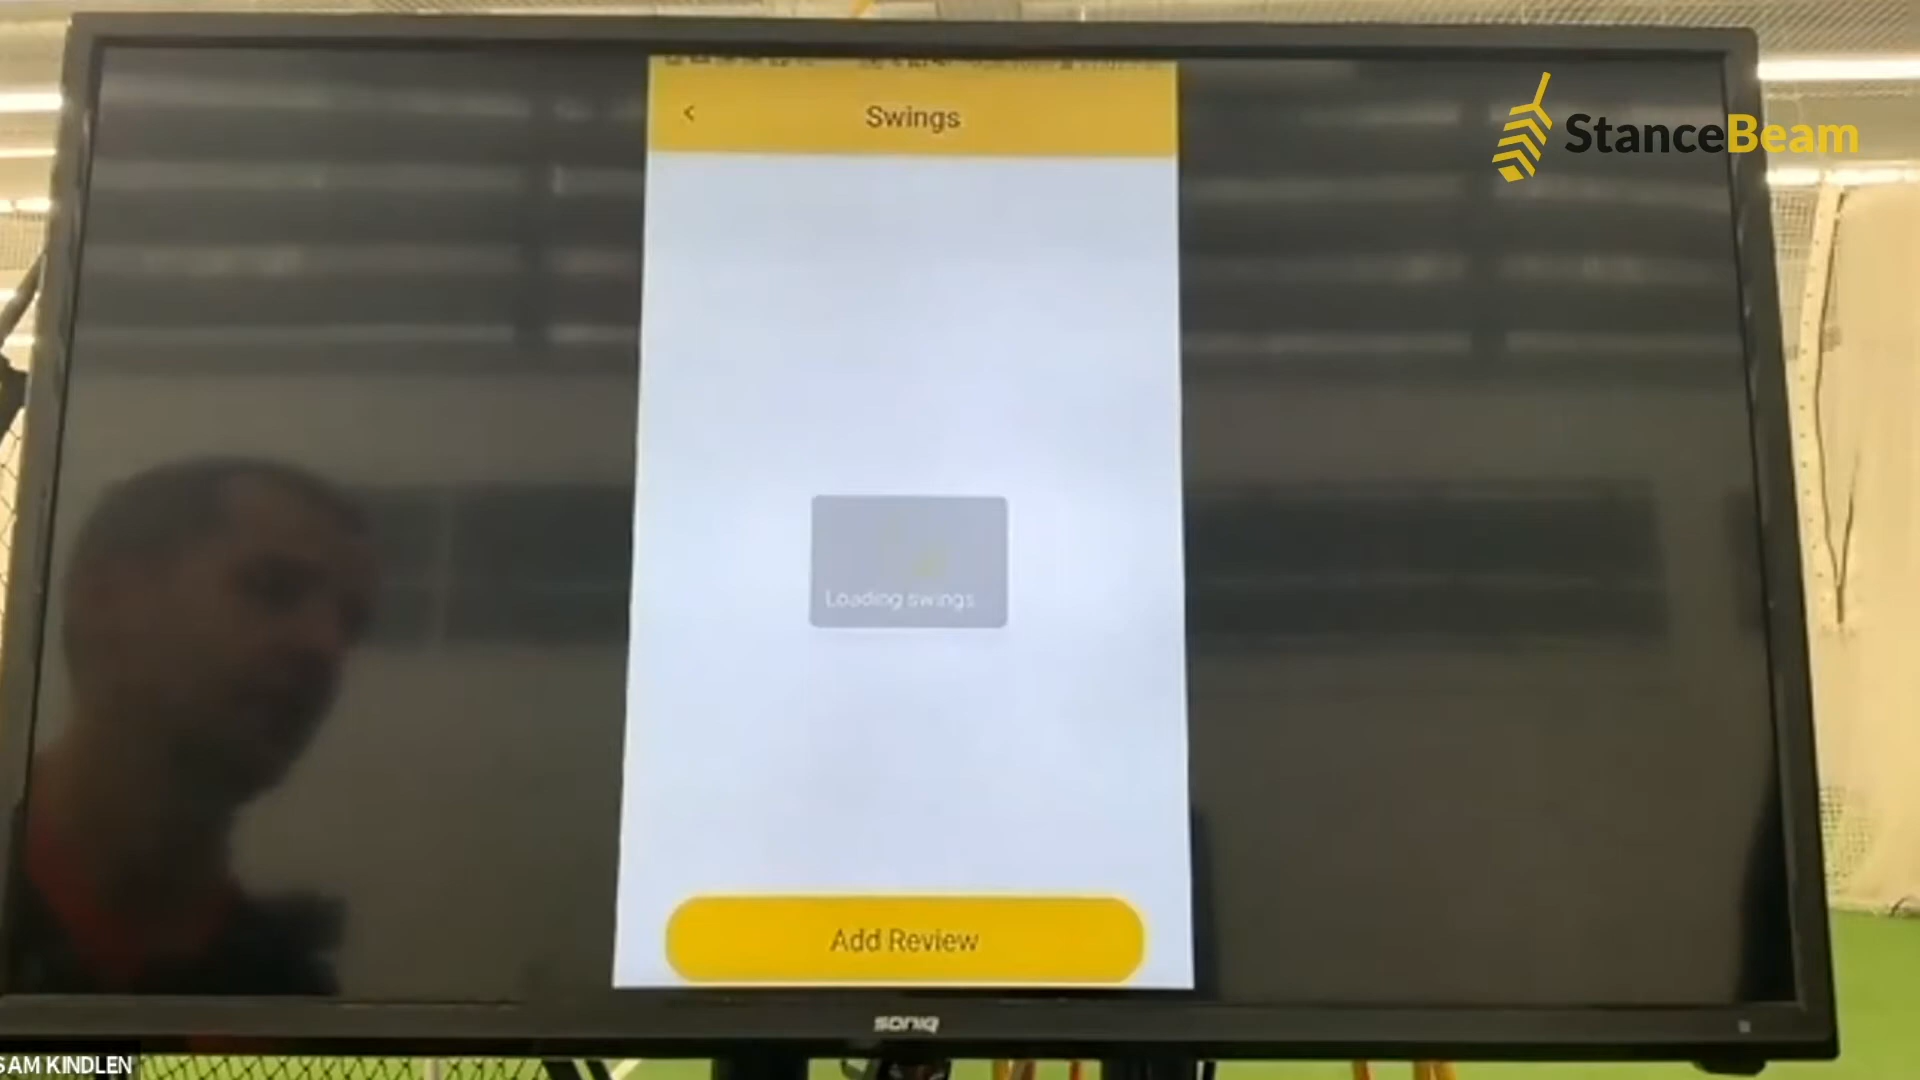 Swings
StanceBeam
Loading swings
Add Review
soniq
SAM KINDLEN